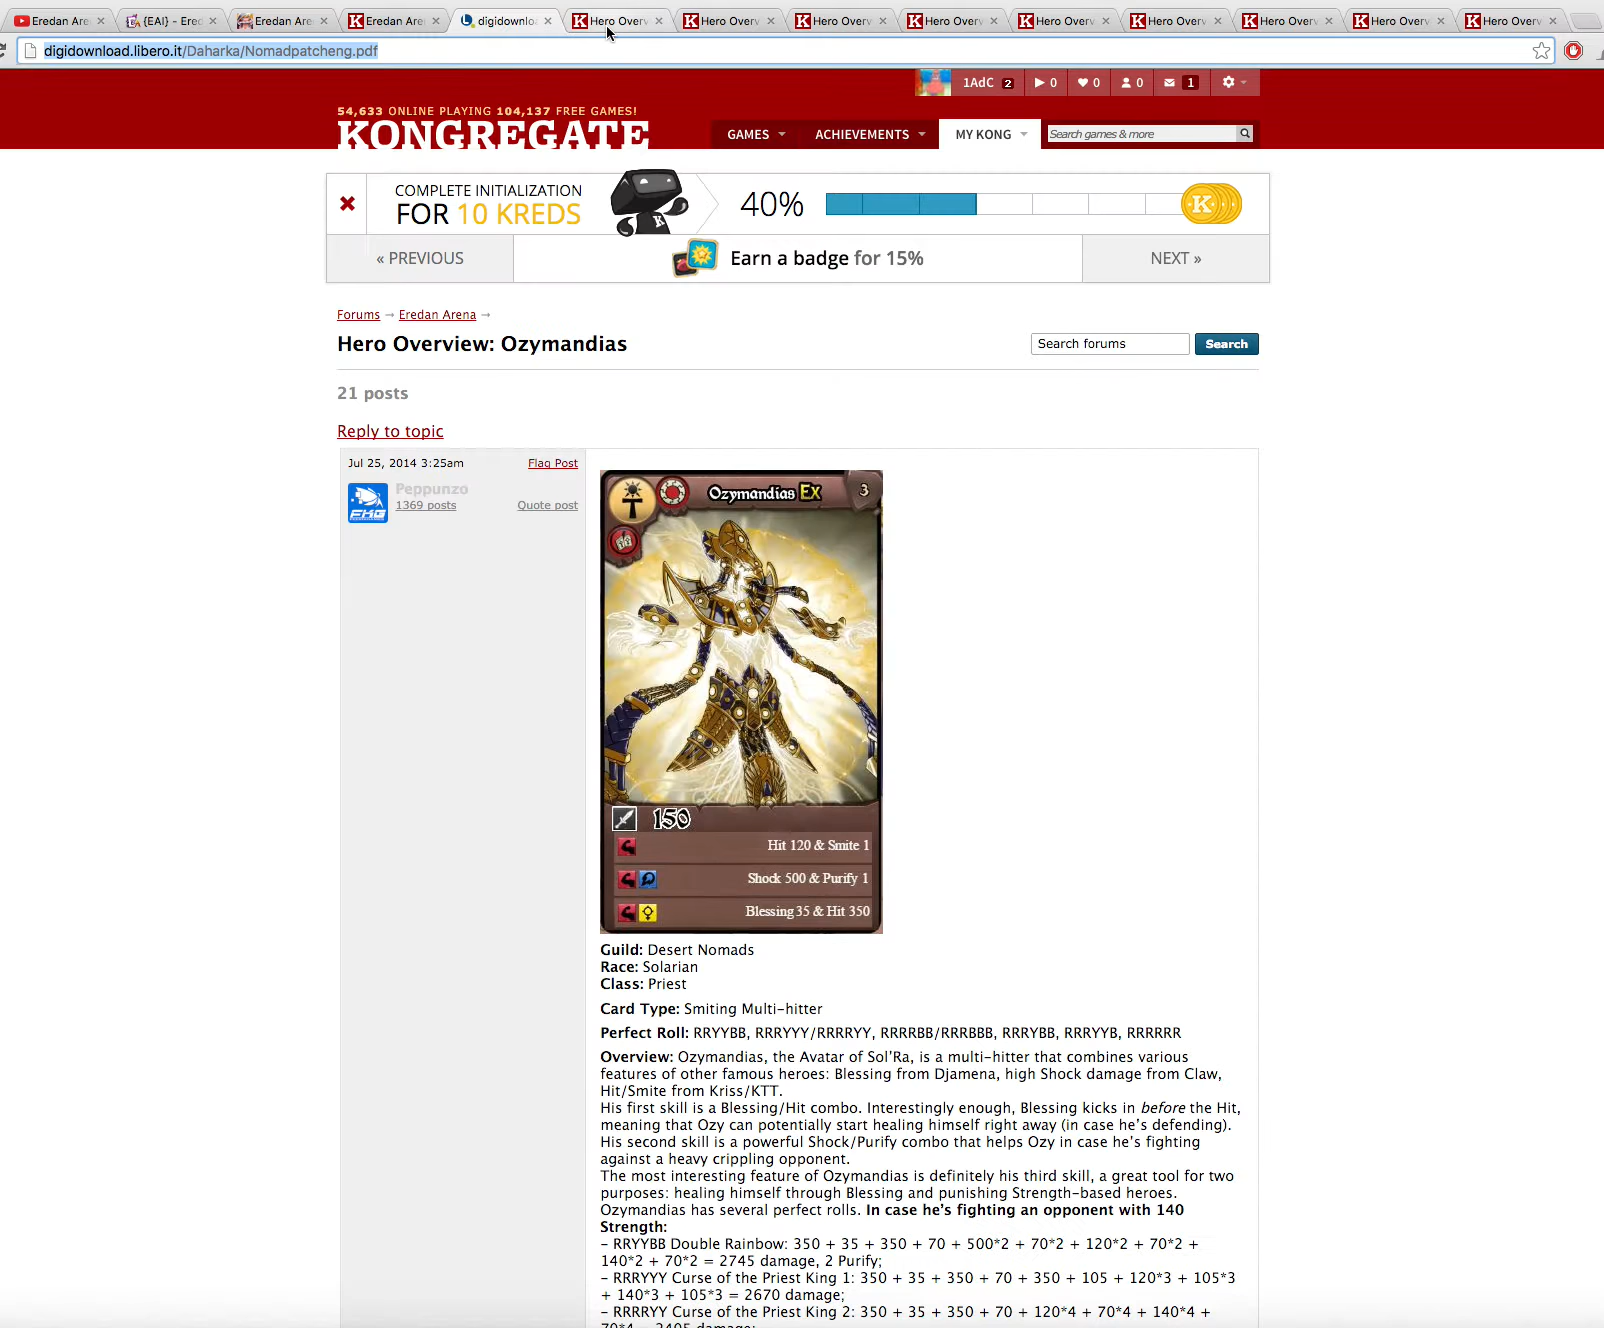 Eredan Are
{EAI} - Ered
Eredan Are
Eredan Are
digidownlo
Hero Overv
Hero Overv
Hero Overv
Hero Overv
Hero Overv
Hero Overv
Hero Overv
Hero Overv
Hero Overv
digidownload.libero.it/Daharka/Nomadpatcheng.pdf
1AdC 2
0
0
0
1
54,633 ONLINE PLAYING 104,137 FREE GAMES!
KONGREGATE
GAMES
ACHIEVEMENTS
MY KONG
Search games & more
COMPLETE INITIALIZATION
FOR 10 KREDS
40%
K
« PREVIOUS
Earn a badge for 15%
NEXT »
Forums → Eredan Arena →
Hero Overview: Ozymandias
Search forums
Search
21 posts
Reply to topic
Jul 25, 2014 3:25am
Flag Post
Peppunzo
1369 posts
Quote post
FHG
Ozymandias EX
3
150
Hit 120 & Smite 1
Shock 500 & Purify 1
Blessing 35 & Hit 350
Guild: Desert Nomads
Race: Solarian
Class: Priest
Card Type: Smiting Multi-hitter
Perfect Roll: RRYYBB, RRRYYY/RRRRYY, RRRRBB/RRRBBB, RRRYBB, RRRYYB, RRRRRR
Overview: Ozymandias, the Avatar of Sol'Ra, is a multi-hitter that combines various
features of other famous heroes: Blessing from Djamena, high Shock damage from Claw,
Hit/Smite from Kriss/KTT.
His first skill is a Blessing/Hit combo. Interestingly enough, Blessing kicks in before the Hit,
meaning that Ozy can potentially start healing himself right away (in case he's defending).
His second skill is a powerful Shock/Purify combo that helps Ozy in case he's fighting
against a heavy crippling opponent.
The most interesting feature of Ozymandias is definitely his third skill, a great tool for two
purposes: healing himself through Blessing and punishing Strength-based heroes.
Ozymandias has several perfect rolls. In case he's fighting an opponent with 140
Strength:
- RRYYBB Double Rainbow: 350 + 35 + 350 + 70 + 500*2 + 70*2 + 120*2 + 70*2 +
140*2 + 70*2 = 2745 damage, 2 Purify;
- RRRYYY Curse of the Priest King 1: 350 + 35 + 350 + 70 + 350 + 105 + 120*3 + 105*3
+ 140*3 + 105*3 = 2670 damage;
- RRRRYY Curse of the Priest King 2: 350 + 35 + 350 + 70 + 120*4 + 70*4 + 140*4 +
70*4 = 2405 damage;